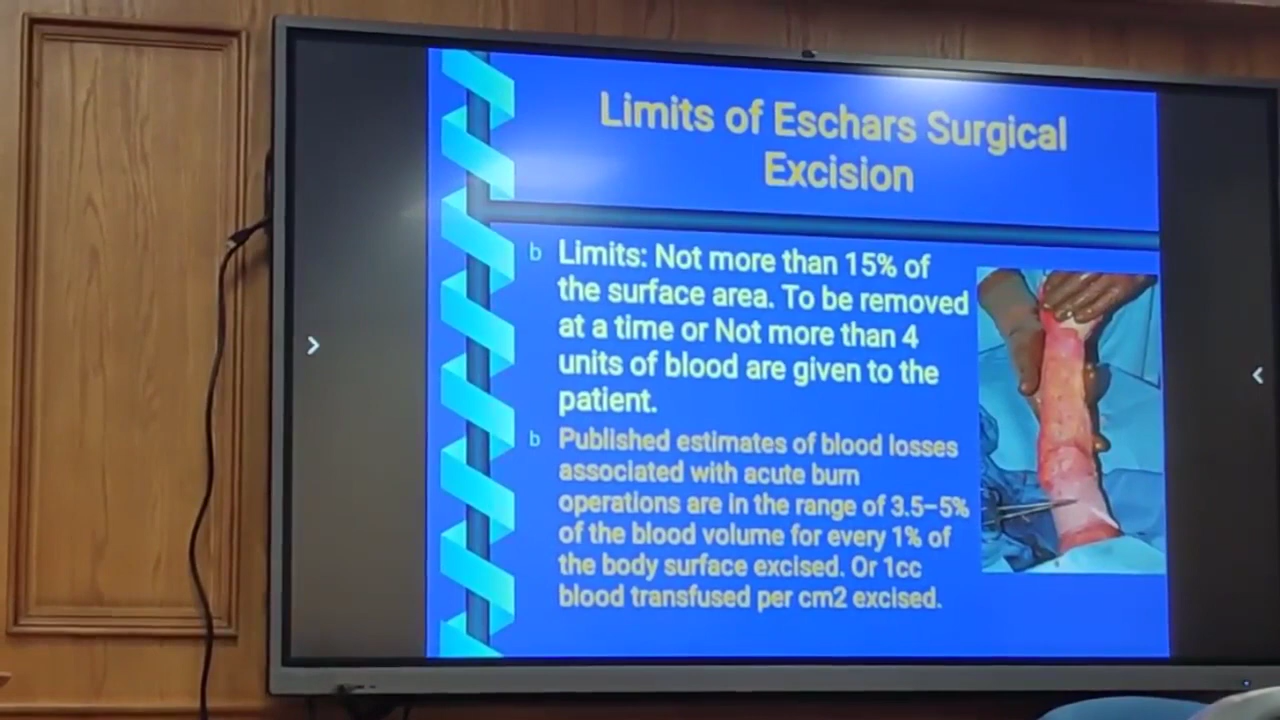 Limits of Eschars Surgical
Excision
b Limits: Not more than 15% of
the surface area. To be removed
at a time or Not more than 4
units of blood are given to the
patient.
b Published estimates of blood losses
associated with acute burn
operations are in the range of 3.5–5%
of the blood volume for every 1% of
the body surface excised. Or 1cc
blood transfused per cm2 excised.